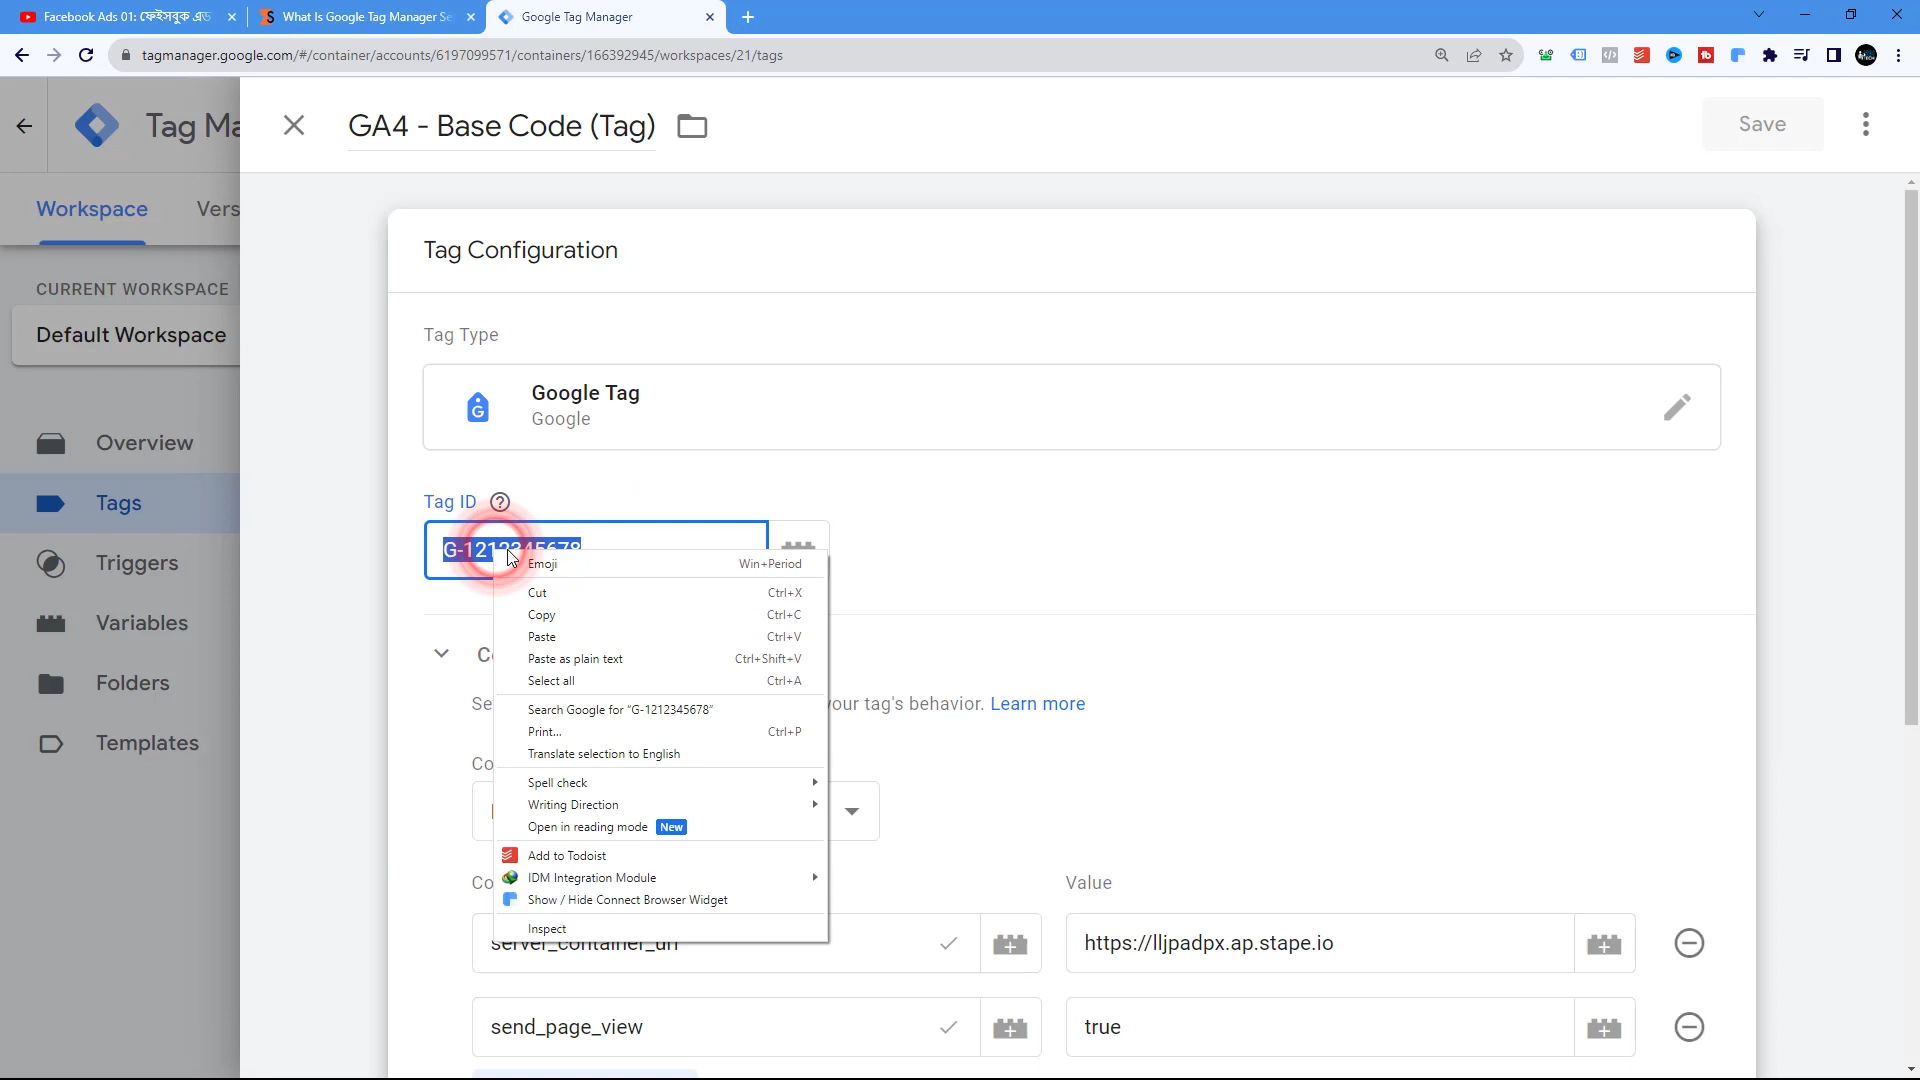 Facebook Ads 01: ফেইসবুক এড
What Is Google Tag Manager Se
Google Tag Manager
tagmanager.google.com/#/container/accounts/6197099571/containers/166392945/workspaces/21/tags
Tag Ma
GA4 - Base Code (Tag)
Save
Workspace
Vers
CURRENT WORKSPACE
Default Workspace
Overview
Tags
Triggers
Variables
Folders
Templates
Tag Configuration
Tag Type
Google Tag
Google
Tag ID
G-1212345678
Emoji Win+Period
Cut Ctrl+X
Copy Ctrl+C
Paste Ctrl+V
Paste as plain text Ctrl+Shift+V
Select all Ctrl+A
Search Google for “G-1212345678”
Print... Ctrl+P
Translate selection to English
Spell check
Writing Direction
Open in reading mode New
Add to Todoist
IDM Integration Module
Show / Hide Connect Browser Widget
Inspect
your tag's behavior. Learn more
Value
server_container_url
https://lljpadpx.ap.stape.io
send_page_view
true